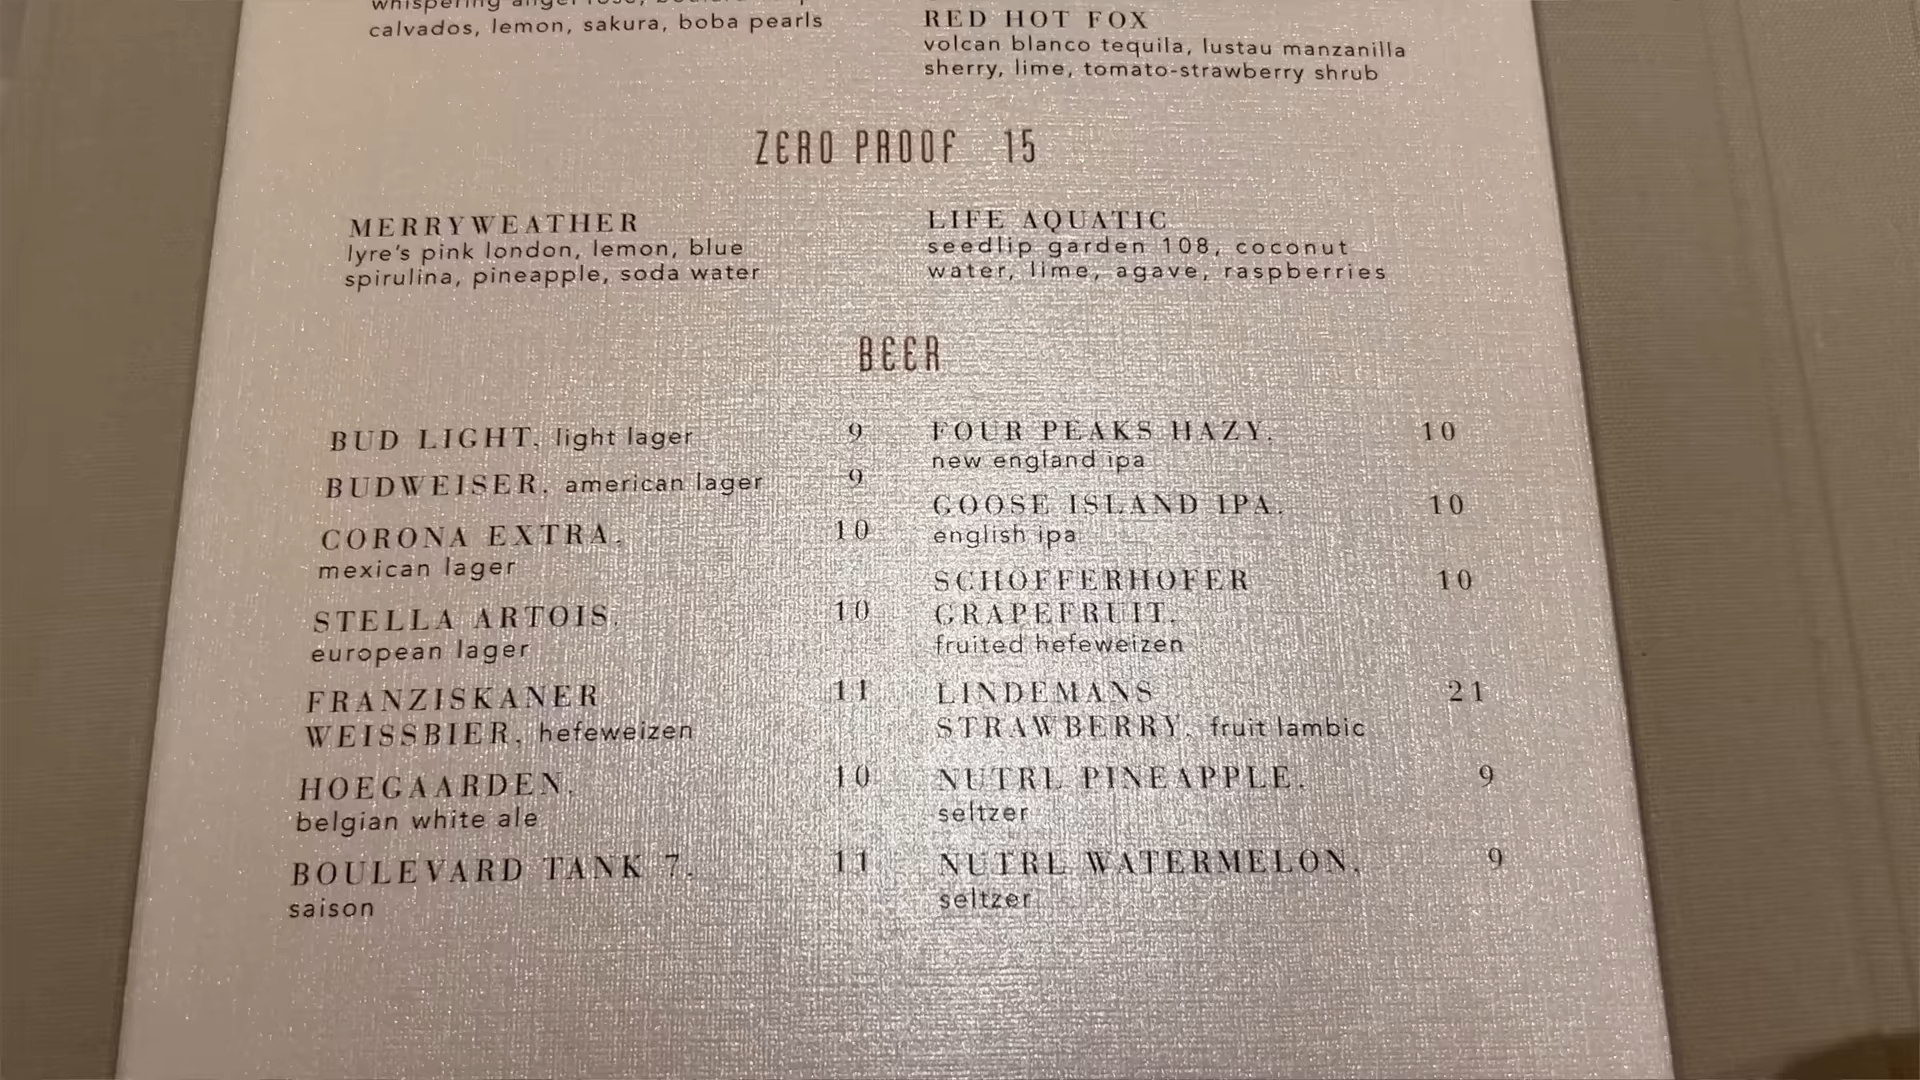 calvados, lemon, sakura, boba pearls
RED HOT FOX
volcan blanco tequila, lustau manzanilla
sherry, lime, tomato-strawberry shrub
ZERO PROOF 15
MERRYWEATHER
lyre's pink london, lemon, blue
spirulina, pineapple, soda water
LIFE AQUATIC
seedlip garden 108, coconut
water, lime, agave, raspberries
BEER
BUD LIGHT, light lager 9
BUDWEISER, american lager 9
CORONA EXTRA, 10
mexican lager
STELLA ARTOIS, 10
european lager
FRANZISKANER 11
WEISSBIER, hefeweizen
HOEGAARDEN, 10
belgian white ale
BOULEVARD TANK 7, 11
saison
FOUR PEAKS HAZY, 10
new england ipa
GOOSE ISLAND IPA, 10
english ipa
SCHOFFERHOFER 10
GRAPEFRUIT,
fruited hefeweizen
LINDEMANS 21
STRAWBERRY, fruit lambic
NUTRL PINEAPPLE, 9
seltzer
NUTRL WATERMELON, 9
seltzer